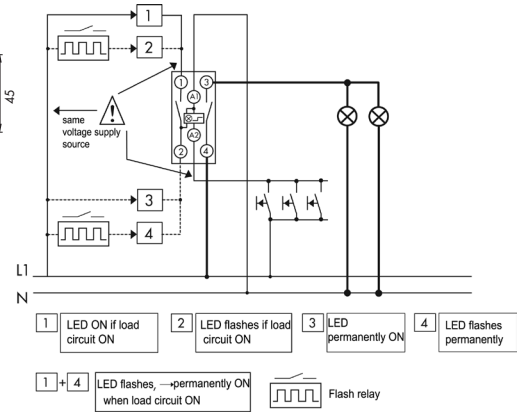 1
2
45
1
3
A1
same
voltage supply
source
A2
2
4
3
4
L1
N
1 LED ON if load
circuit ON
2 LED flashes if load
circuit ON
3 LED
permanently ON
4 LED flashes
permanently
1 + 4 LED flashes, →permanently ON
when load circuit ON
Flash relay